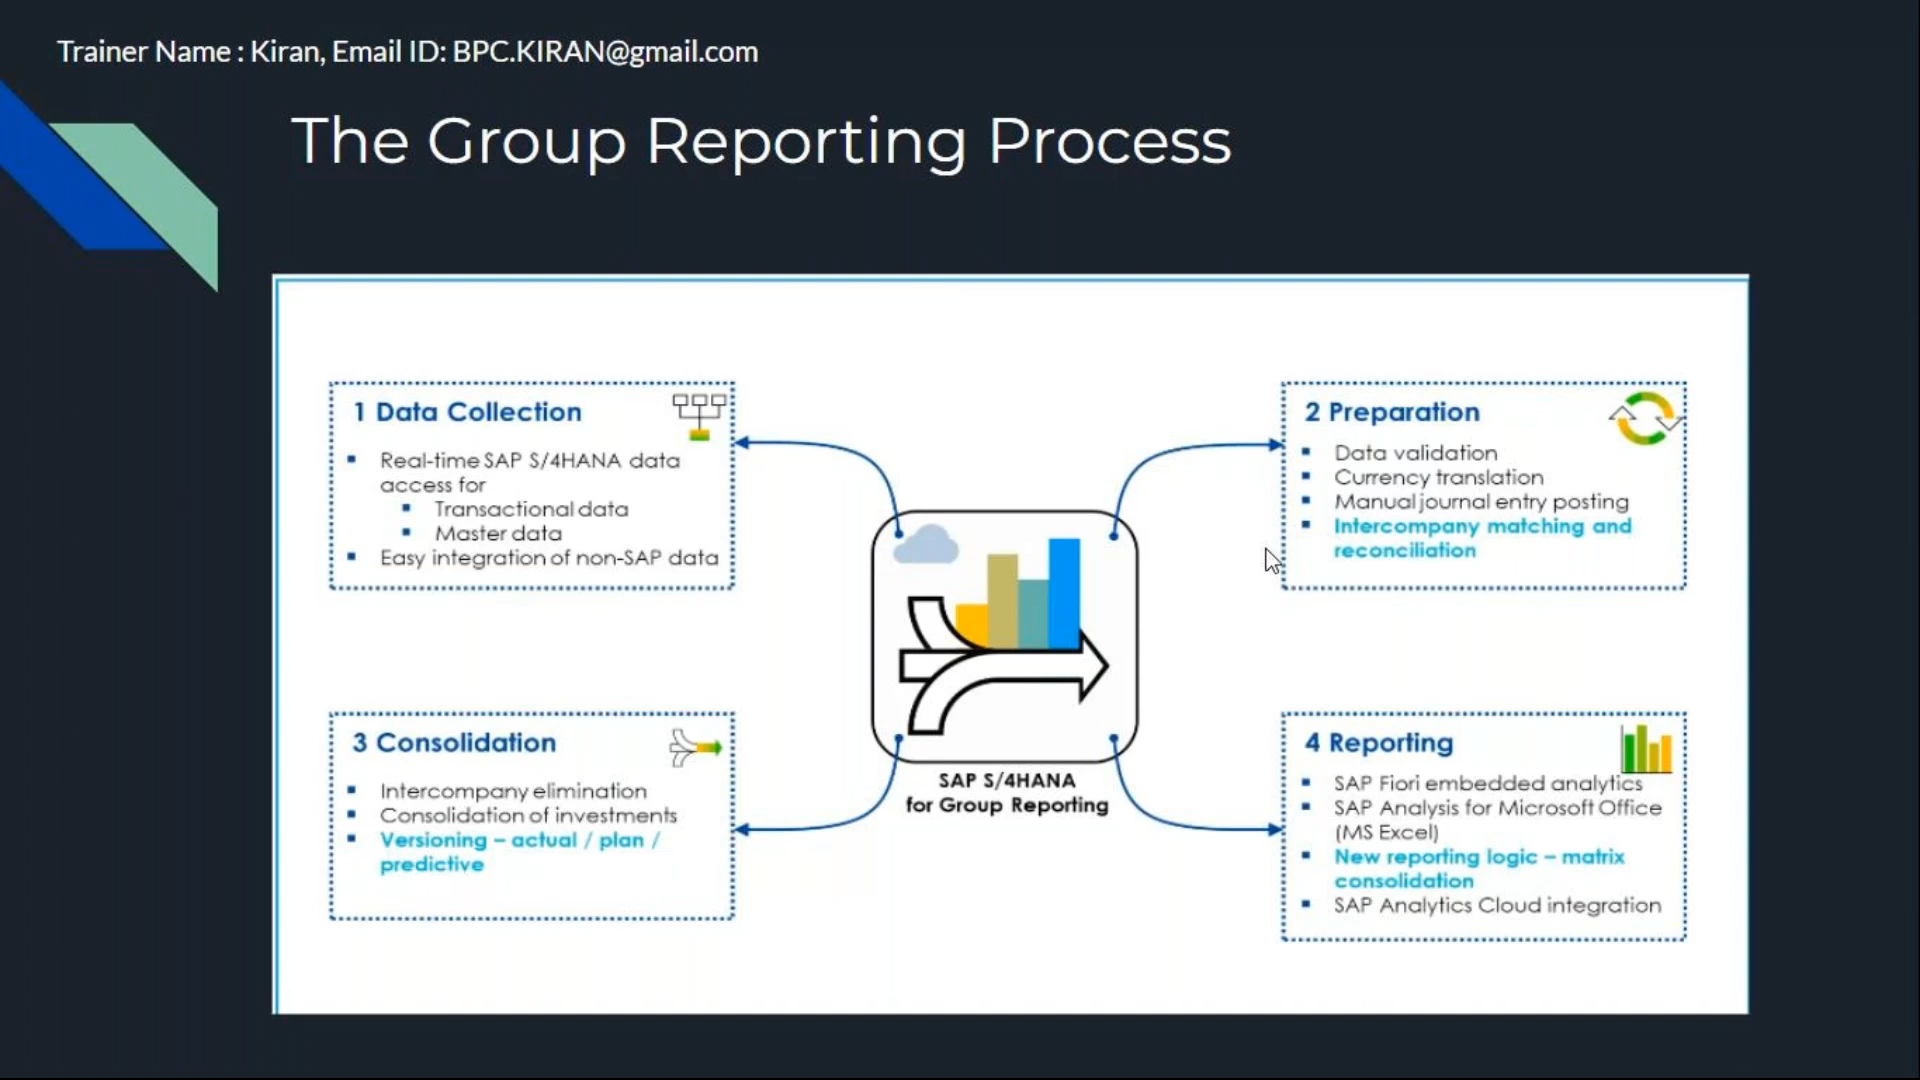 Trainer Name : Kiran, Email ID: BPC.KIRAN@gmail.com
The Group Reporting Process
1 Data Collection
Real-time SAP S/4HANA data
access for
Transactional data
Master data
Easy integration of non-SAP data
2 Preparation
Data validation
Currency translation
Manual journal entry posting
Intercompany matching and
reconciliation
SAP S/4HANA
for Group Reporting
3 Consolidation
Intercompany elimination
Consolidation of investments
Versioning – actual / plan /
predictive
4 Reporting
SAP Fiori embedded analytics
SAP Analysis for Microsoft Office
(MS Excel)
New reporting logic – matrix
consolidation
SAP Analytics Cloud integration